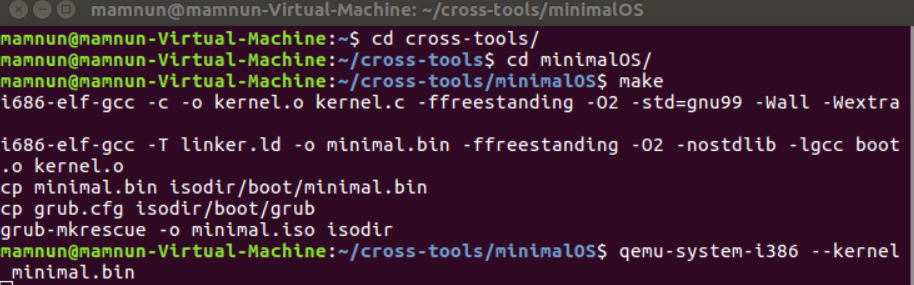 mamnun@mamnun-Virtual-Machine: ~/cross-tools/minimalOS
mamnun@mamnun-Virtual-Machine:~$ cd cross-tools/
mamnun@mamnun-Virtual-Machine:~/cross-tools$ cd minimalOS/
mamnun@mamnun-Virtual-Machine:~/cross-tools/minimalOS$ make
i686-elf-gcc -c -o kernel.o kernel.c -ffreestanding -O2 -std=gnu99 -Wall -Wextra
i686-elf-gcc -T linker.ld -o minimal.bin -ffreestanding -O2 -nostdlib -lgcc boot
.o kernel.o
cp minimal.bin isodir/boot/minimal.bin
cp grub.cfg isodir/boot/grub
grub-mkrescue -o minimal.iso isodir
mamnun@mamnun-Virtual-Machine:~/cross-tools/minimalOS$ qemu-system-i386 --kernel
 minimal.bin